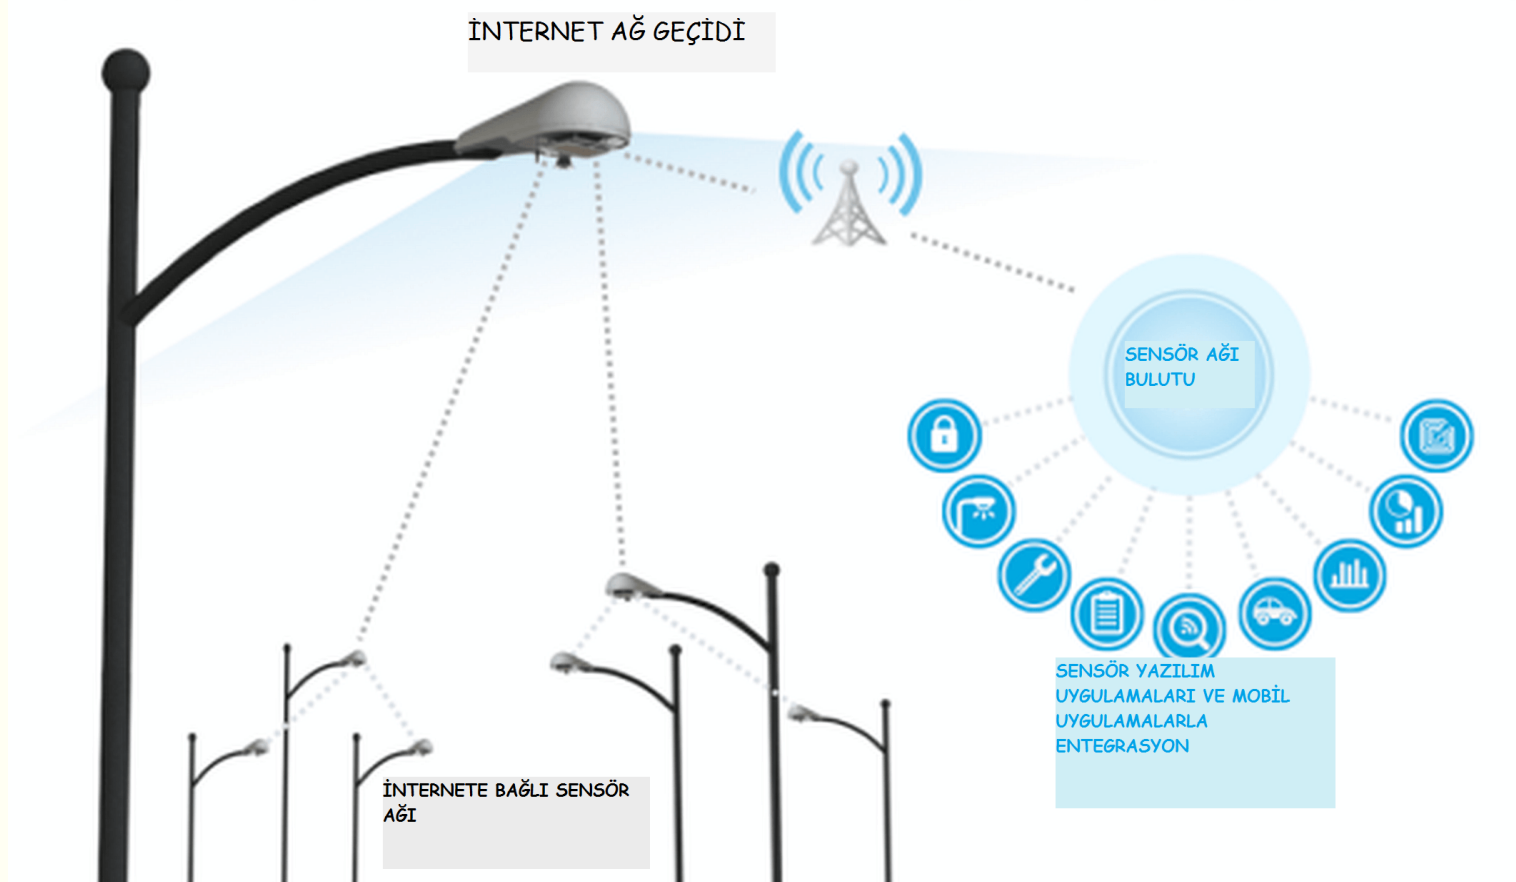 İNTERNET AĞ GEÇİDİ
SENSÖR AĞI
BULUTU
SENSÖR YAZILIM
UYGULAMALARI VE MOBİL
UYGULAMALARLA
ENTEGRASYON
İNTERNETE BAĞLI SENSÖR
AĞI